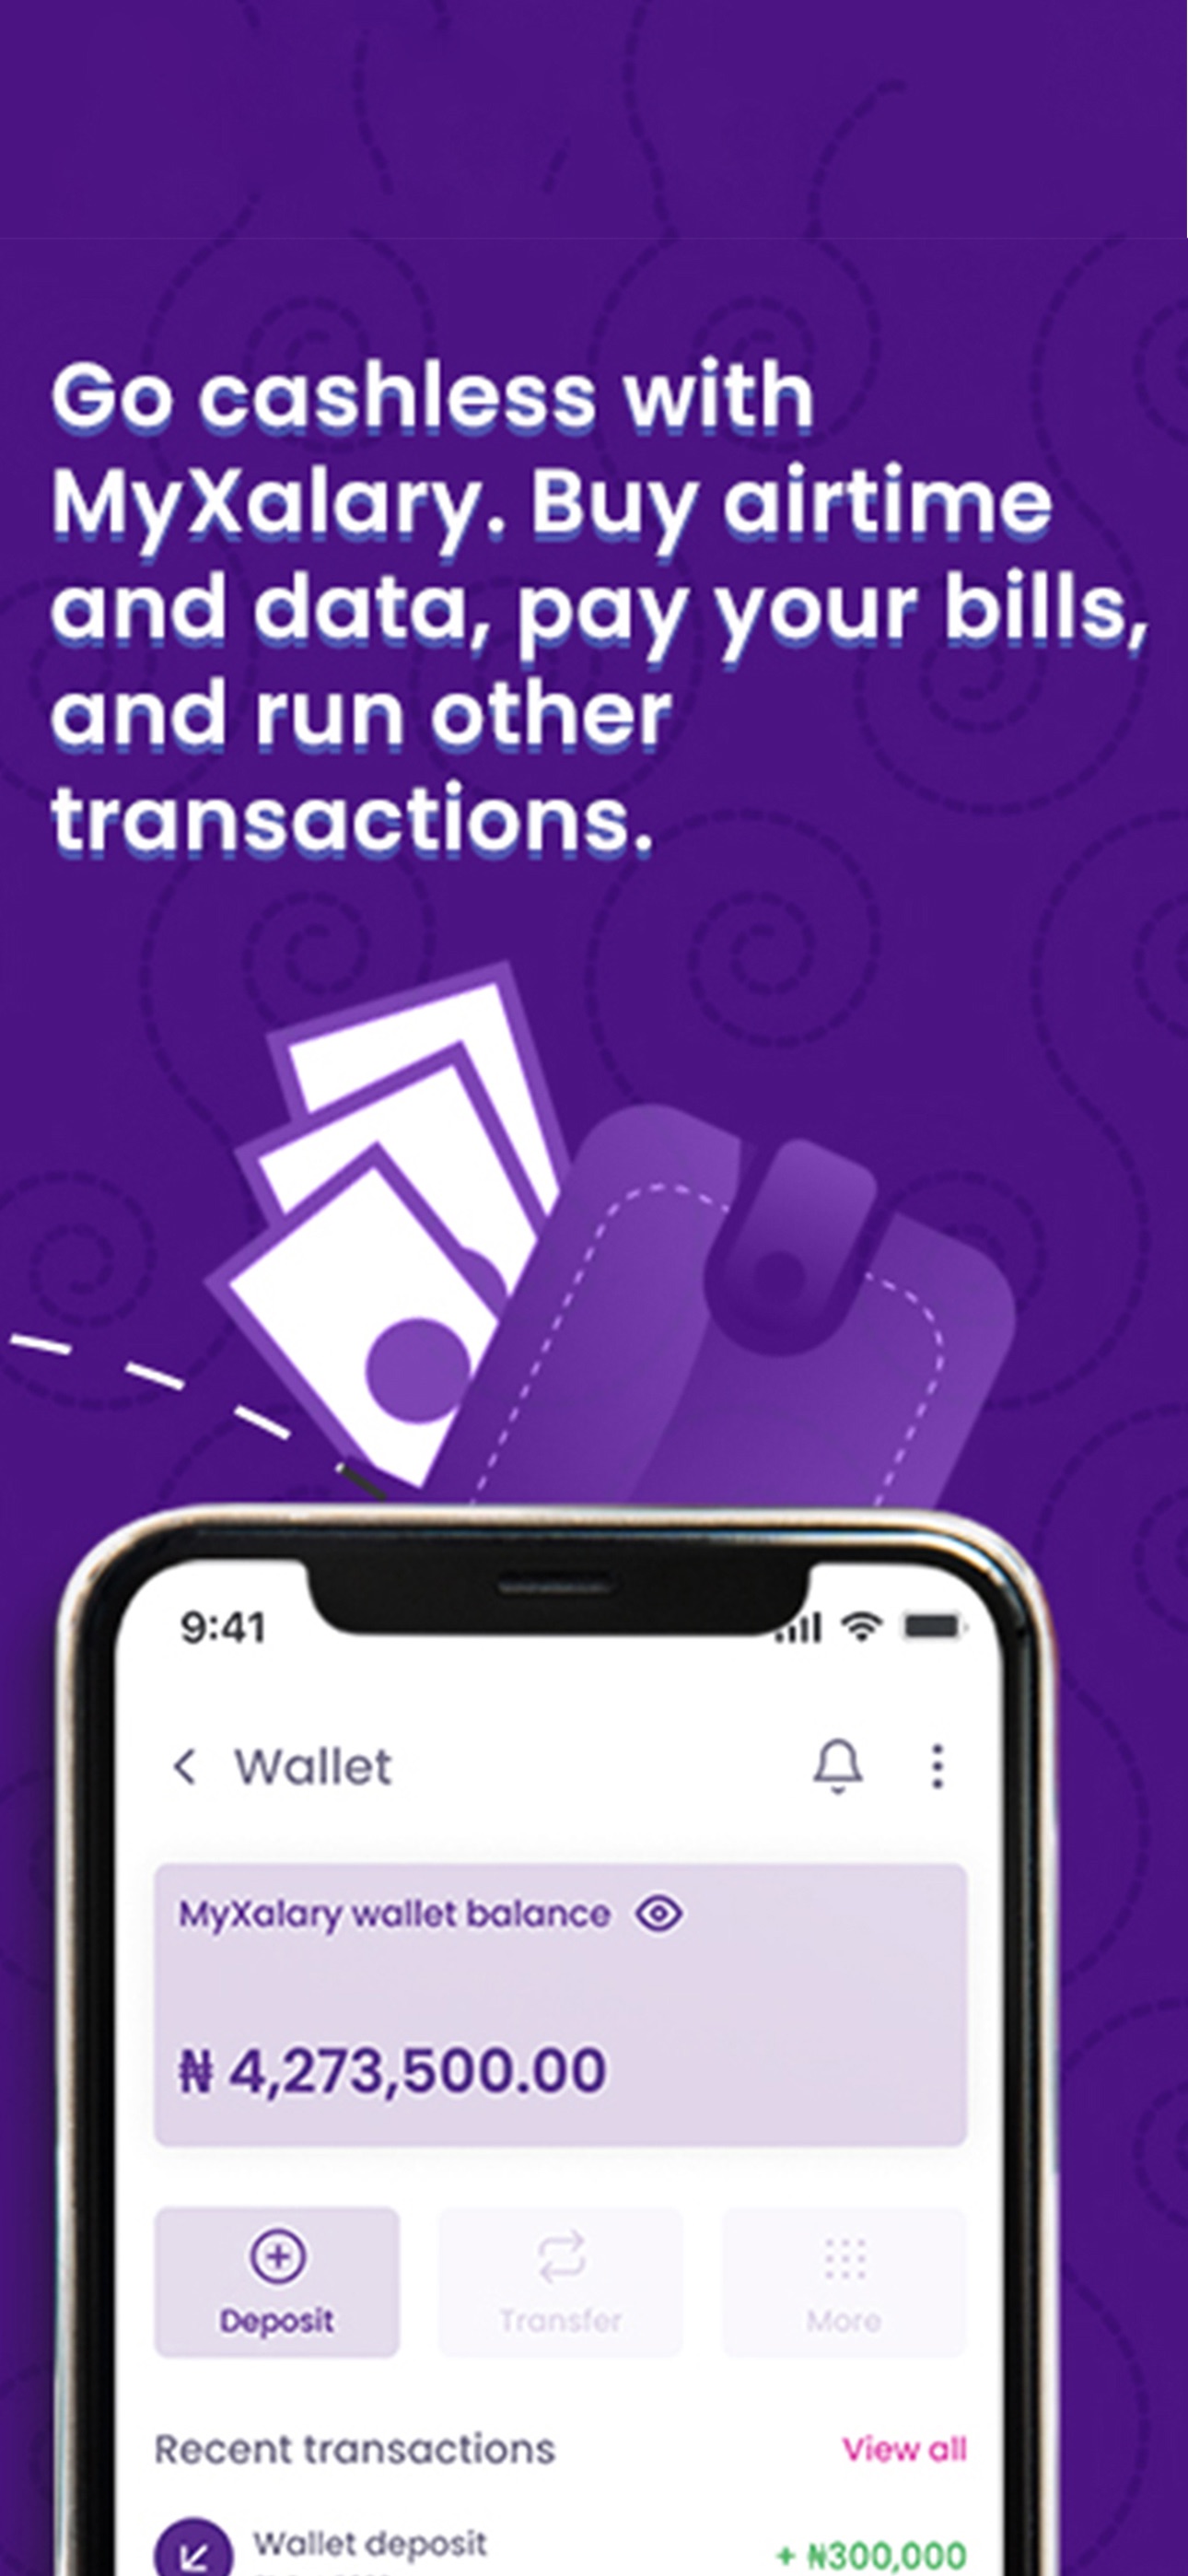 Go cashless with
MyXalary. Buy airtime
and data, pay your bills,
and run other
transactions.
9:41
Wallet
MyXalary wallet balance
₦ 4,273,500.00
Deposit Transfer More
Recent transactions View all
Wallet deposit + ₦300,000